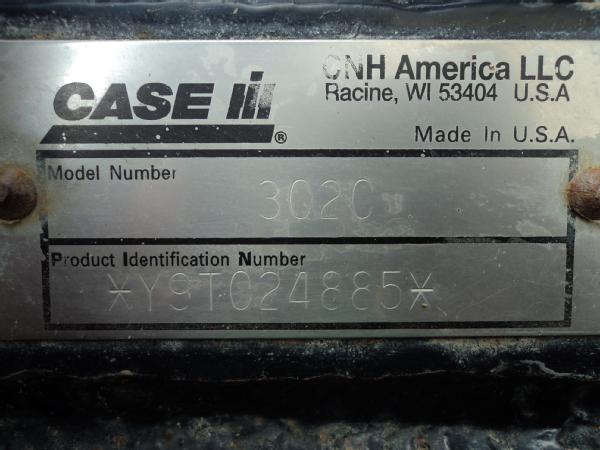 CNH America LLC
CASE IH
Racine, WI 53404 U.S.A
®
Made In U.S.A.
Model Number
3020
Product Identification Number
*Y9T024885*